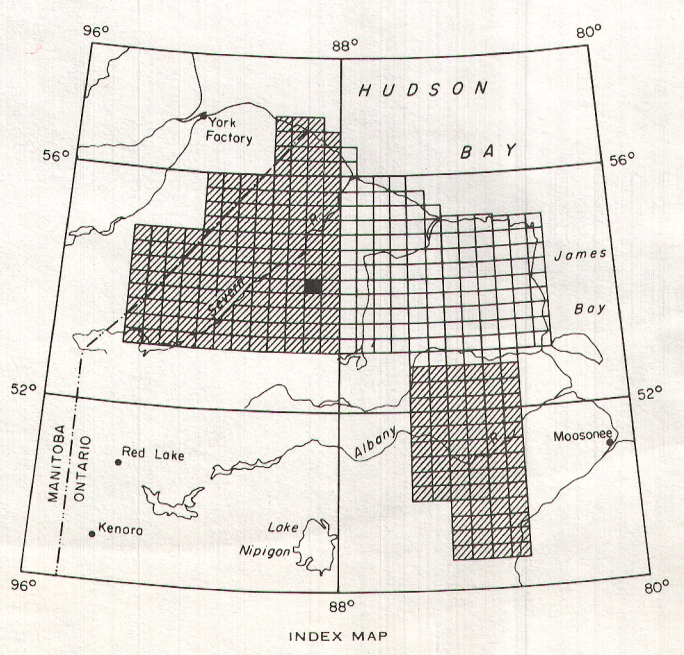 96°
88°
80°
HUDSON
York
Factory
BAY
56°
56°
James
Severn
R.
Bay
52°
52°
MANITOBA
ONTARIO
Albany
R.
Moosonee
Red Lake
Kenora
Lake
Nipigon
96°
88°
80°
INDEX MAP